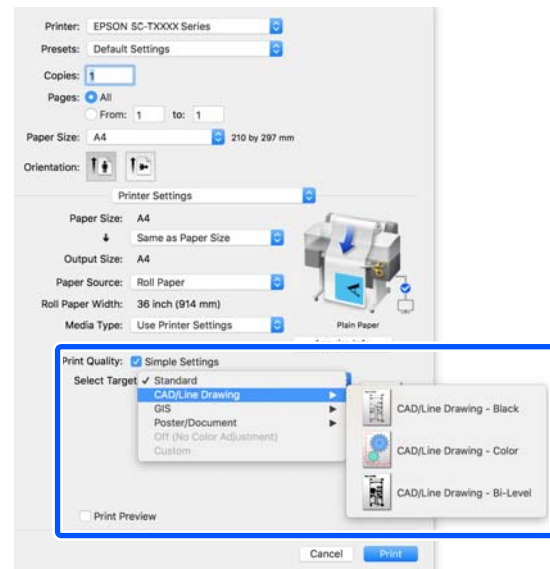 Printer: EPSON SC-TXXXX Series
Presets: Default Settings
Copies: 1
Pages: All
From: 1 to: 1
Paper Size: A4 210 by 297 mm
Orientation:
Printer Settings
Paper Size: A4
Same as Paper Size
Output Size: A4
Paper Source: Roll Paper
Roll Paper Width: 36 inch (914 mm)
Media Type: Use Printer Settings
Plain Paper
Print Quality: Simple Settings
Select Target Standard
CAD/Line Drawing
GIS
Poster/Document
Off (No Color Adjustment)
Custom
CAD/Line Drawing - Black
CAD/Line Drawing - Color
CAD/Line Drawing - Bi-Level
Print Preview
Cancel Print